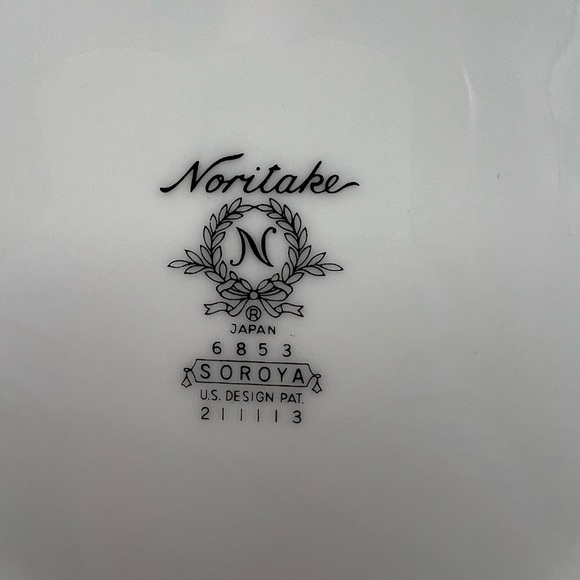 Noritake
N
®
JAPAN
6853
SOROYA
U.S. DESIGN PAT.
211113